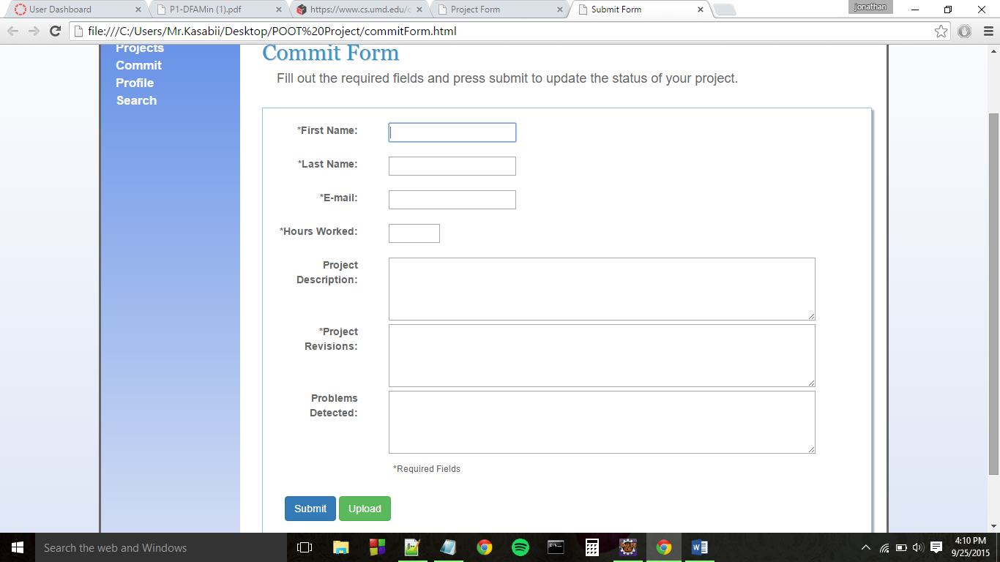 User Dashboard
P1-DFAMin (1).pdf
https://www.cs.umd.edu/c
Project Form
Submit Form
jonathan
file:///C:/Users/Mr.Kasabii/Desktop/POOT%20Project/commitForm.html
Projects
Commit
Profile
Search
Commit Form
Fill out the required fields and press submit to update the status of your project.
*First Name:
*Last Name:
*E-mail:
*Hours Worked:
Project
Description:
*Project
Revisions:
Problems
Detected:
*Required Fields
Submit Upload
Search the web and Windows
4:10 PM
9/25/2015